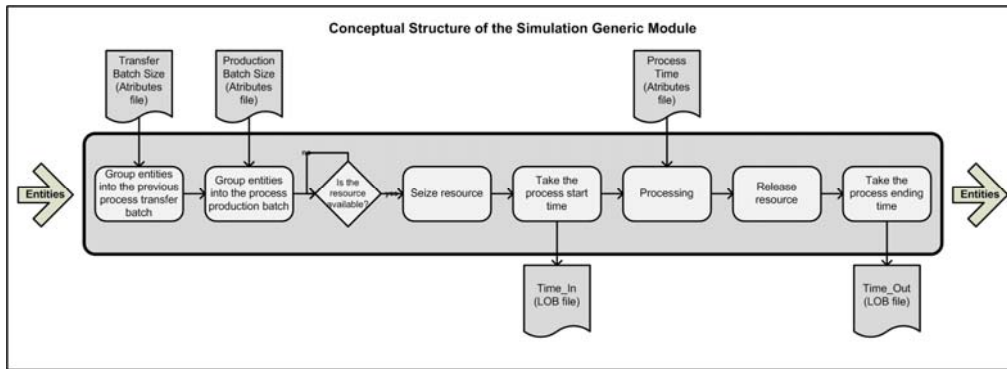 Conceptual Structure of the Simulation Generic Module
Transfer
Batch Size
(Atributes
file)
Production
Batch Size
(Atributes
file)
Process
Time
(Atributes
file)
Entities
Group entities
into the previous
process transfer
batch
Group entities
into the process
production batch
no
Is the
resource
available?
yes
Seize resource
Take the
process start
time
Processing
Release
resource
Take the
process ending
time
Entities
Time_In
(LOB file)
Time_Out
(LOB file)